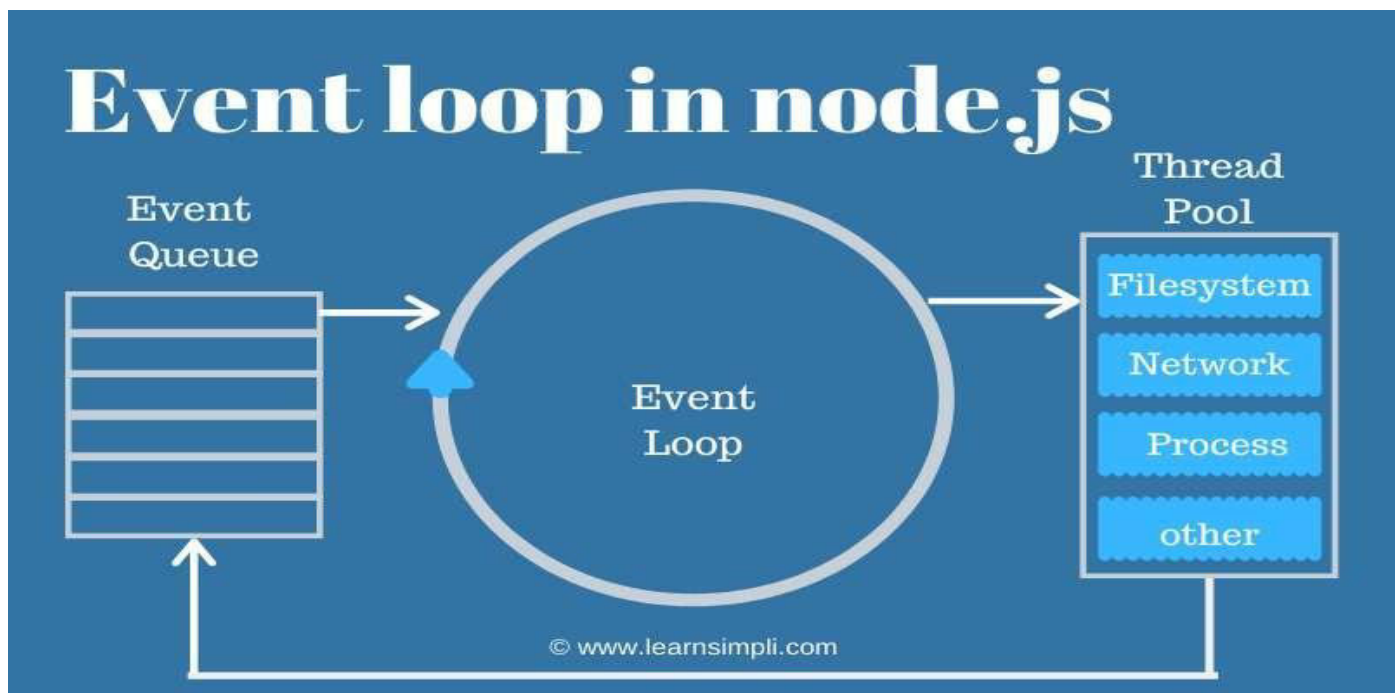 Event loop in node.js
Event
Queue
Event
Loop
Thread
Pool
Filesystem
Network
Process
other
© www.learnsimpli.com